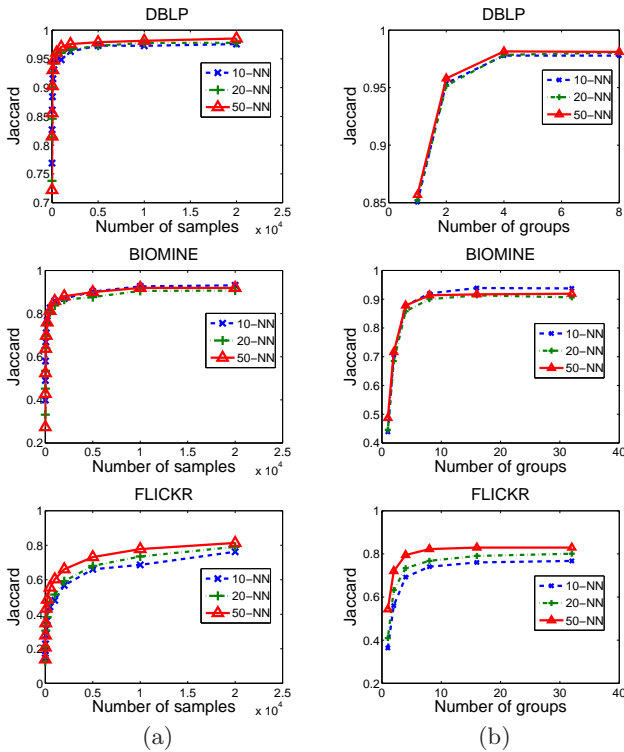 DBLP
1
0.95
0.9
0.85
0.8
0.75
0.7
0 0.5 1 1.5 2 2.5
x 10^4
Number of samples
Jaccard
10−NN
20−NN
50−NN
DBLP
1
0.95
0.9
0.85
0 2 4 6 8
Number of groups
Jaccard
10−NN
20−NN
50−NN
BIOMINE
1
0.8
0.6
0.4
0.2
0 0.5 1 1.5 2 2.5
x 10^4
Number of samples
Jaccard
10−NN
20−NN
50−NN
BIOMINE
1
0.9
0.8
0.7
0.6
0.5
0.4
0 10 20 30 40
Number of groups
Jaccard
10−NN
20−NN
50−NN
FLICKR
1
0.8
0.6
0.4
0.2
0
0 0.5 1 1.5 2 2.5
x 10^4
Number of samples
Jaccard
10−NN
20−NN
50−NN
FLICKR
1
0.8
0.6
0.4
0.2
0 10 20 30 40
Number of groups
Jaccard
10−NN
20−NN
50−NN
(a)
(b)